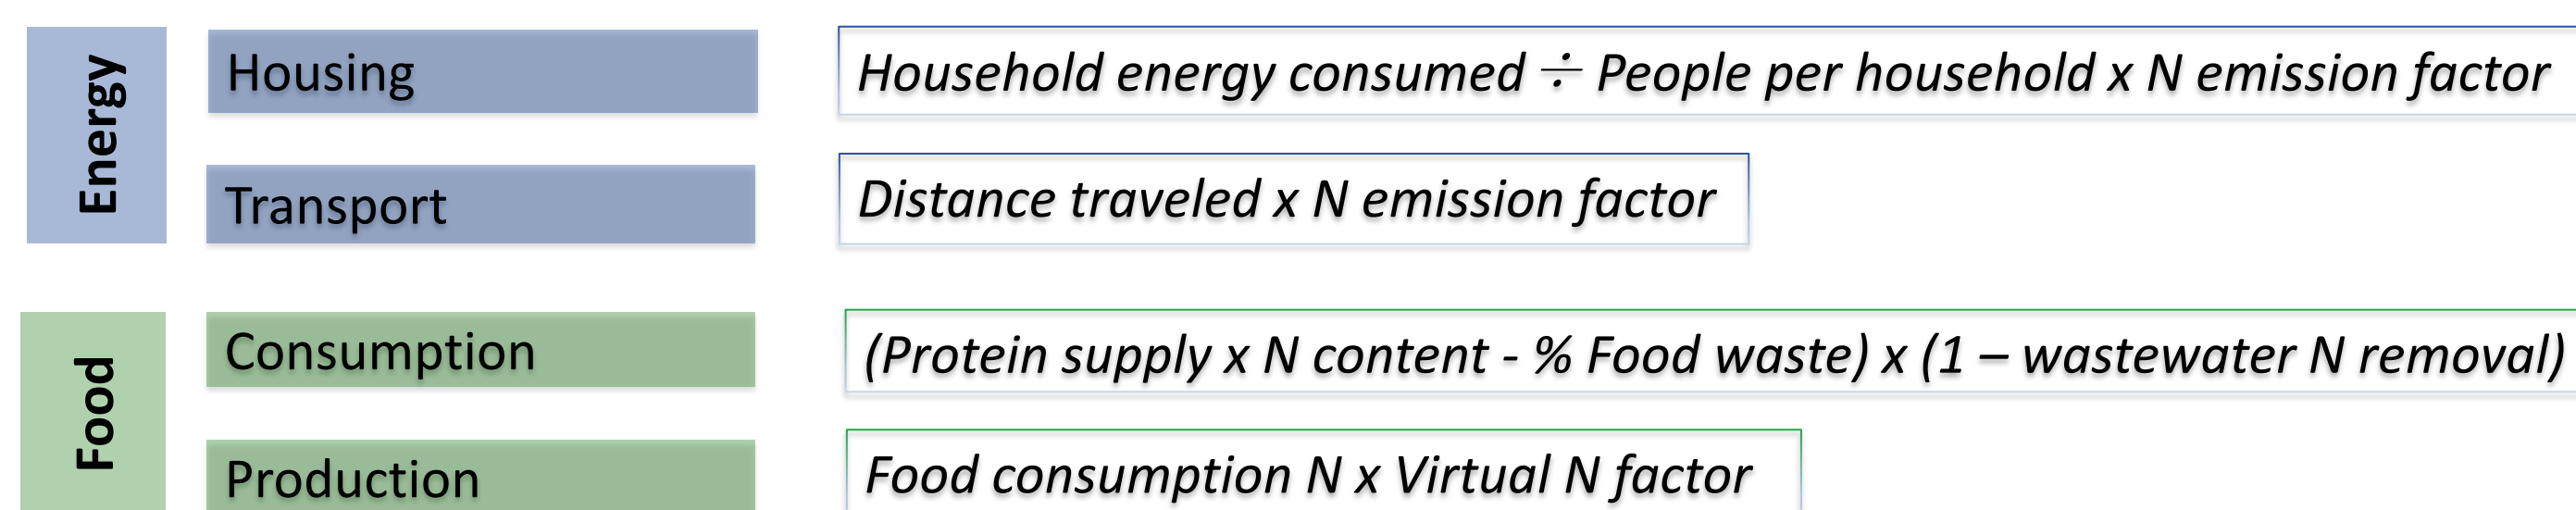 Energy
Housing
Household energy consumed ÷ People per household x N emission factor
Transport
Distance traveled x N emission factor
Food
Consumption
(Protein supply x N content - % Food waste) x (1 – wastewater N removal)
Production
Food consumption N x Virtual N factor